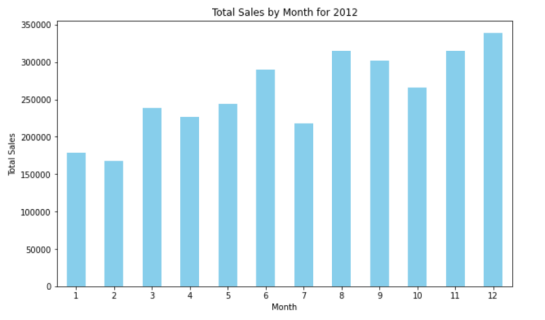 Total Sales by Month for 2012
350000
300000
250000
200000
150000
100000
50000
0
Total Sales
1 2 3 4 5 6 7 8 9 10 11 12
Month